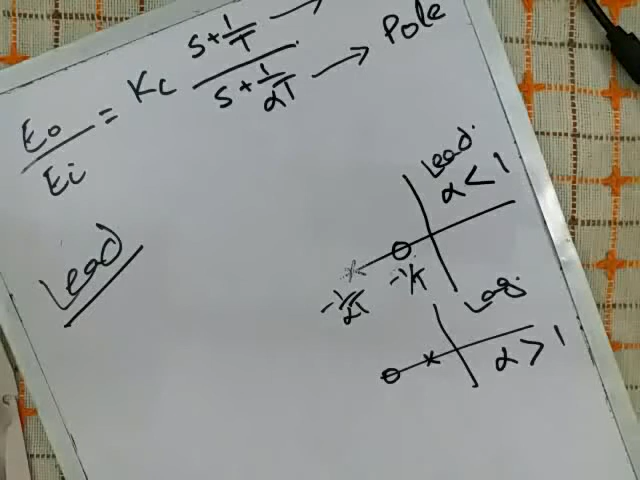 Eo/Ei = Kc (s + 1/T) / (s + 1/αT) → Pole
Lead
Lead.
α < 1
-1/αT
-1/T
Lag.
α > 1